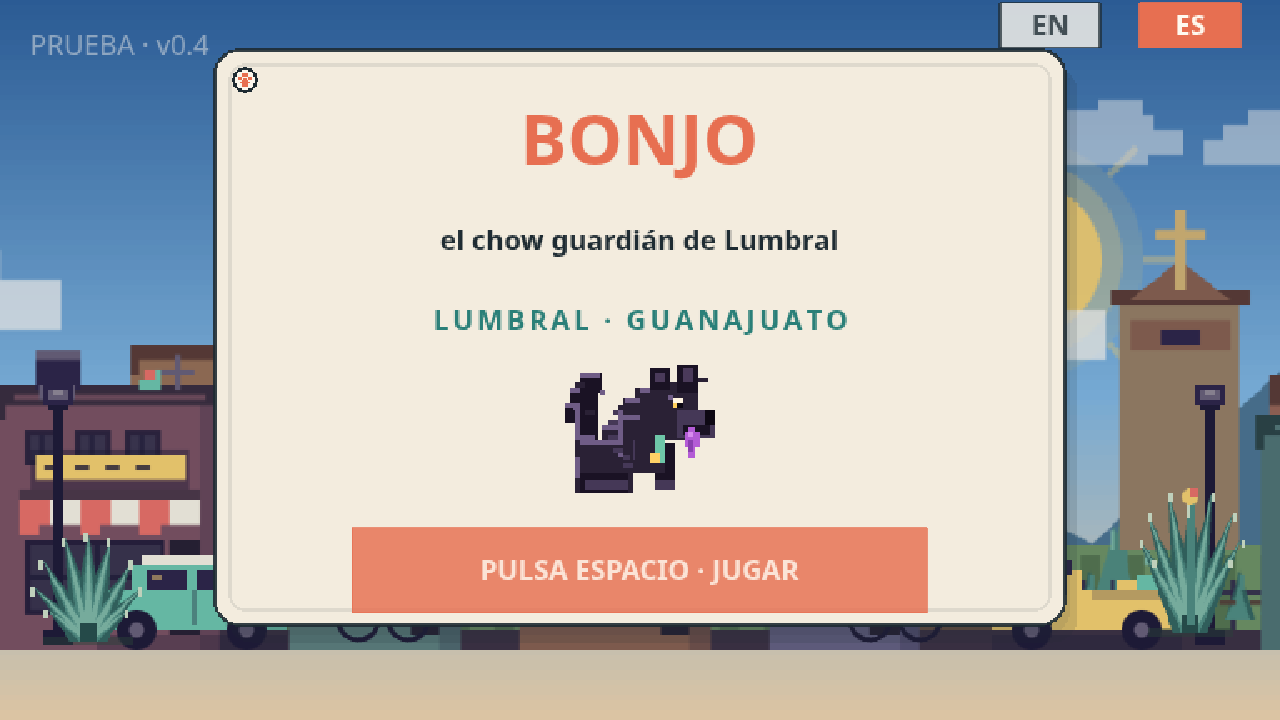 PRUEBA · v0.4
EN
ES
BONJO
el chow guardián de Lumbral
LUMBRAL · GUANAJUATO
PULSA ESPACIO · JUGAR